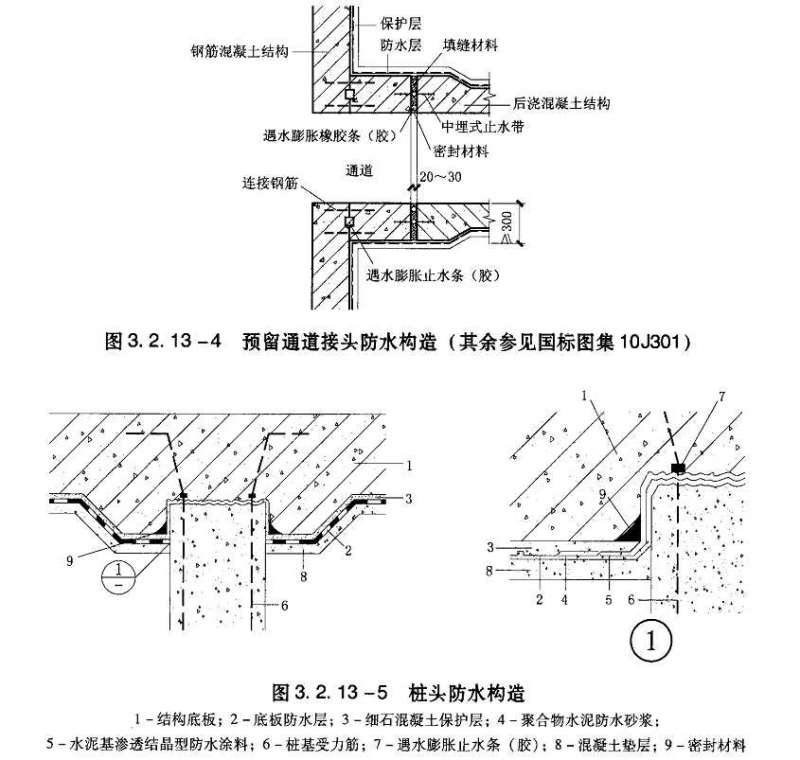 保护层
钢筋混凝土结构
防水层
填缝材料
后浇混凝土结构
中埋式止水带
遇水膨胀橡胶条（胶）
密封材料
通道
20～30
连接钢筋
≥300
遇水膨胀止水条（胶）
图 3. 2. 13 －4 预留通道接头防水构造（其余参见国标图集 10J301）
1
3
2
9
8
1
－
6
1
7
9
3
8
2 4 5 6
1
图 3. 2. 13 －5 桩头防水构造
1－结构底板；2－底板防水层；3－细石混凝土保护层；4－聚合物水泥防水砂浆；
5－水泥基渗透结晶型防水涂料；6－桩基受力筋；7－遇水膨胀止水条（胶）；8－混凝土垫层；9－密封材料